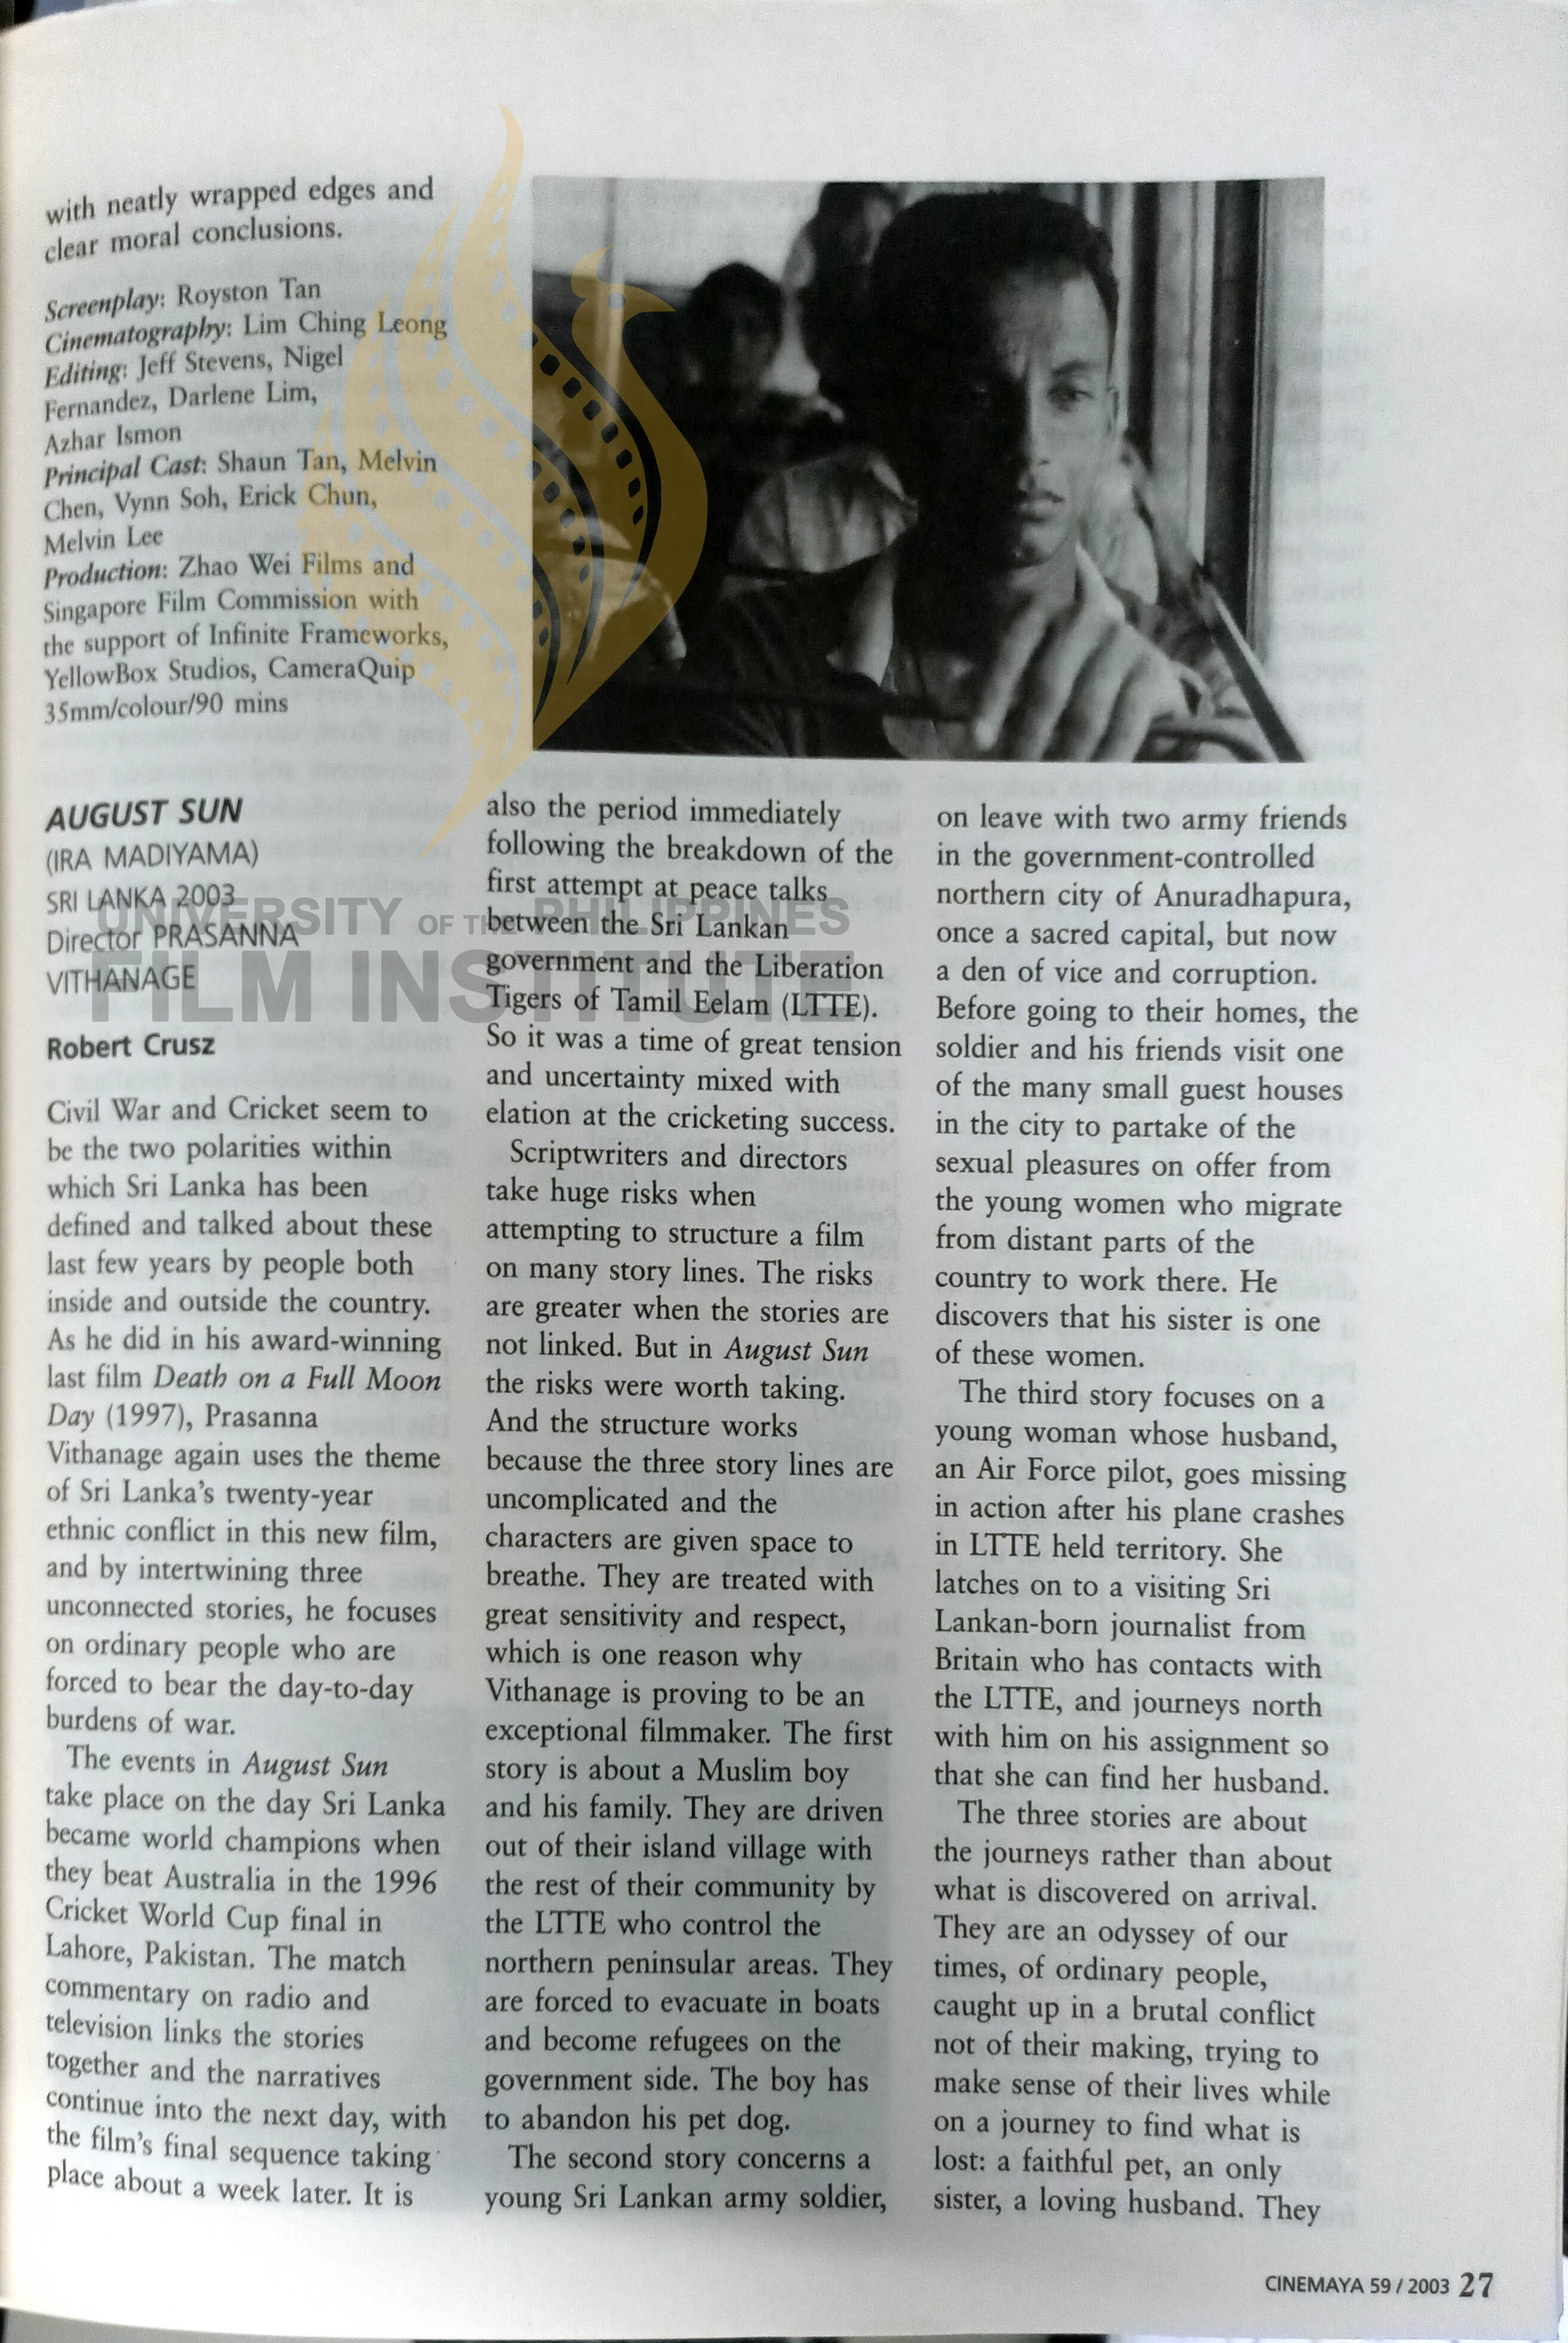 with neatly wrapped edges and
clear moral conclusions.
Screenplay: Royston Tan
Cinematography: Lim Ching Leong
Editing: Jeff Stevens, Nigel
Fernandez, Darlene Lim,
Azhar Ismon
Principal Cast: Shaun Tan, Melvin
Chen, Vynn Soh, Erick Chun,
Melvin Lee
Production: Zhao Wei Films and
Singapore Film Commission with
the support of Infinite Frameworks,
YellowBox Studios, CameraQuip
35mm/colour/90 mins
AUGUST SUN
(IRA MADIYAMA)
SRI LANKA 2003
Director PRASANNA
VITHANAGE
Robert Crusz
Civil War and Cricket seem to
be the two polarities within
which Sri Lanka has been
defined and talked about these
last few years by people both
inside and outside the country.
As he did in his award-winning
last film Death on a Full Moon
Day (1997), Prasanna
Vithanage again uses the theme
of Sri Lanka's twenty-year
ethnic conflict in this new film,
and by intertwining three
unconnected stories, he focuses
on ordinary people who are
forced to bear the day-to-day
burdens of war.
The events in August Sun
take place on the day Sri Lanka
became world champions when
they beat Australia in the 1996
Cricket World Cup final in
Lahore, Pakistan. The match
commentary on radio and
television links the stories
together and the narratives
continue into the next day, with
the film's final sequence taking
place about a week later. It is
also the period immediately
following the breakdown of the
first attempt at peace talks
between the Sri Lankan
government and the Liberation
Tigers of Tamil Eelam (LTTE).
So it was a time of great tension
and uncertainty mixed with
elation at the cricketing success.
Scriptwriters and directors
take huge risks when
attempting to structure a film
on many story lines. The risks
are greater when the stories are
not linked. But in August Sun
the risks were worth taking.
And the structure works
because the three story lines are
uncomplicated and the
characters are given space to
breathe. They are treated with
great sensitivity and respect,
which is one reason why
Vithanage is proving to be an
exceptional filmmaker. The first
story is about a Muslim boy
and his family. They are driven
out of their island village with
the rest of their community by
the LTTE who control the
northern peninsular areas. They
are forced to evacuate in boats
and become refugees on the
government side. The boy has
to abandon his pet dog.
The second story concerns a
young Sri Lankan army soldier,
on leave with two army friends
in the government-controlled
northern city of Anuradhapura,
once a sacred capital, but now
a den of vice and corruption.
Before going to their homes, the
soldier and his friends visit one
of the many small guest houses
in the city to partake of the
sexual pleasures on offer from
the young women who migrate
from distant parts of the
country to work there. He
discovers that his sister is one
of these women.
The third story focuses on a
young woman whose husband,
an Air Force pilot, goes missing
in action after his plane crashes
in LTTE held territory. She
latches on to a visiting Sri
Lankan-born journalist from
Britain who has contacts with
the LTTE, and journeys north
with him on his assignment so
that she can find her husband.
The three stories are about
the journeys rather than about
what is discovered on arrival.
They are an odyssey of our
times, of ordinary people,
caught up in a brutal conflict
not of their making, trying to
make sense of their lives while
on a journey to find what is
lost: a faithful pet, an only
sister, a loving husband. They
CINEMAYA 59 / 2003 27
UNIVERSITY OF THE PHILIPPINES
FILM INSTITUTE